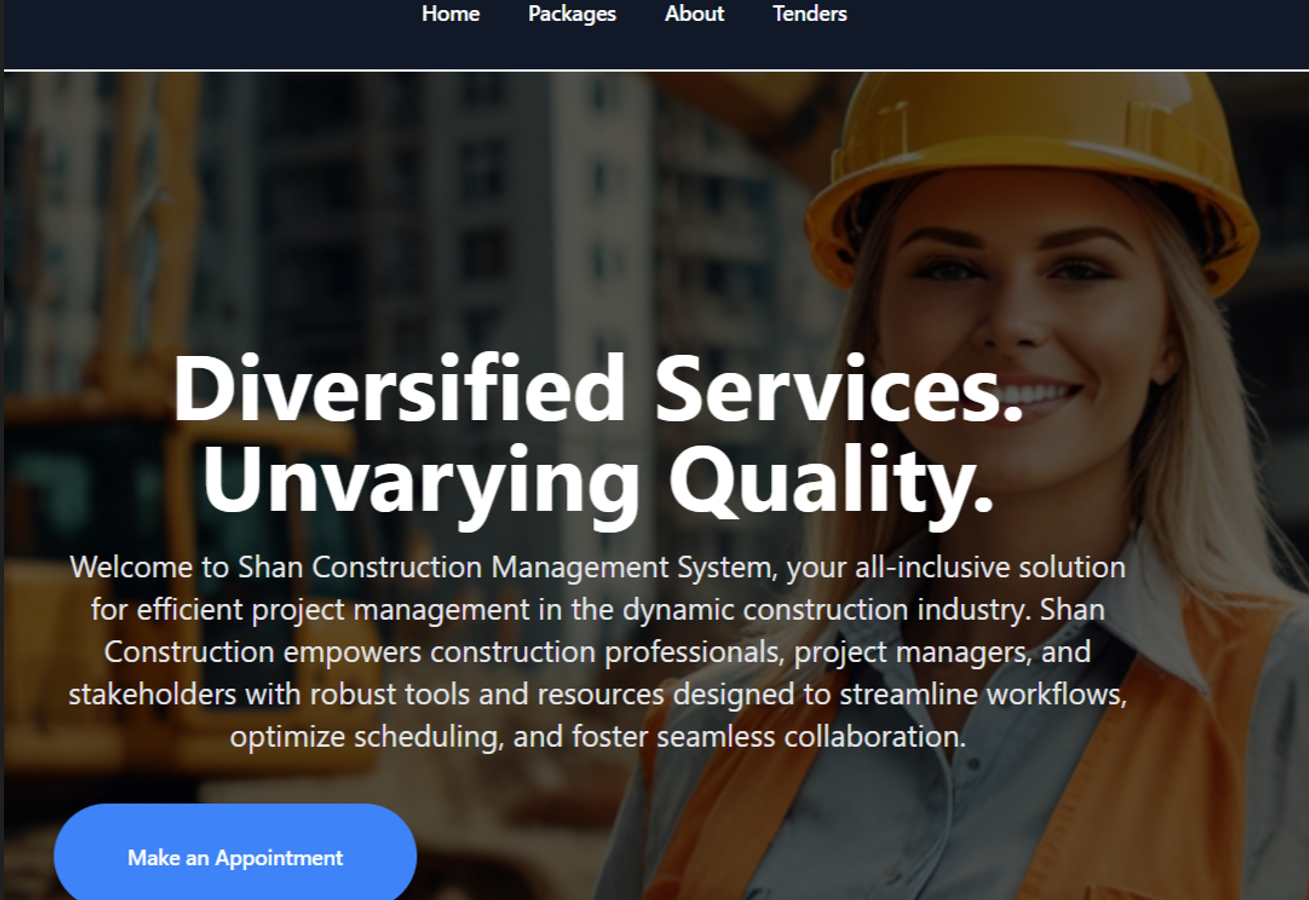 Home Packages About Tenders
Diversified Services.
Unvarying Quality.
Welcome to Shan Construction Management System, your all-inclusive solution
for efficient project management in the dynamic construction industry. Shan
Construction empowers construction professionals, project managers, and
stakeholders with robust tools and resources designed to streamline workflows,
optimize scheduling, and foster seamless collaboration.
Make an Appointment